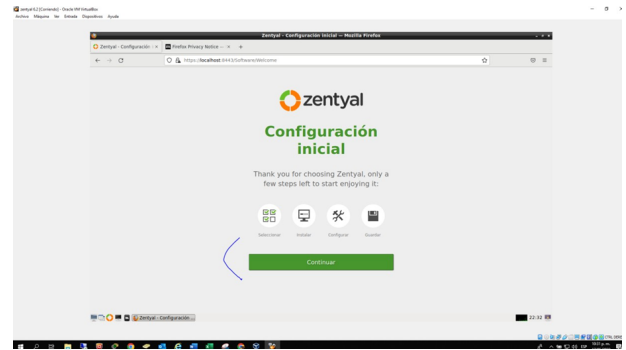 zentyal 6.2 [Corriendo] - Oracle VM VirtualBox
Archivo Máquina Ver Entrada Dispositivos Ayuda
Zentyal - Configuración inicial — Mozilla Firefox
Zentyal - Configuración
Firefox Privacy Notice —
https://localhost:8443/Software/Welcome
zentyal
Configuración
inicial
Thank you for choosing Zentyal, only a
few steps left to start enjoying it:
Seleccionar Instalar Configurar Guardar
Continuar
Zentyal - Configuración ...
22:32
ESP